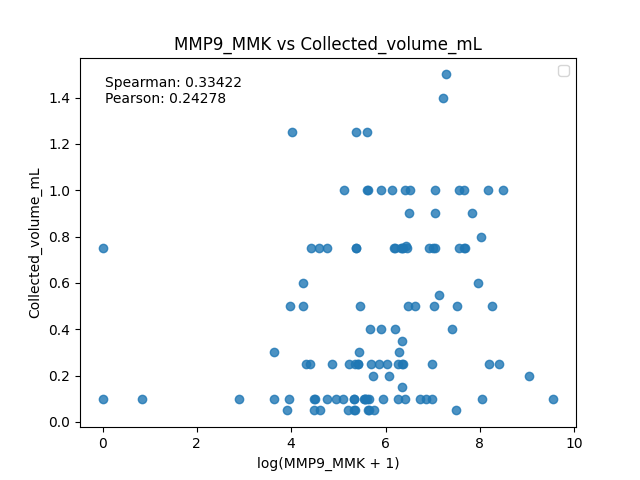 MMP9_MMK vs Collected_volume_mL
Spearman: 0.33422
Pearson: 0.24278
1.4
1.2
1.0
0.8
0.6
0.4
0.2
0.0
Collected_volume_mL
0 2 4 6 8 10
log(MMP9_MMK + 1)